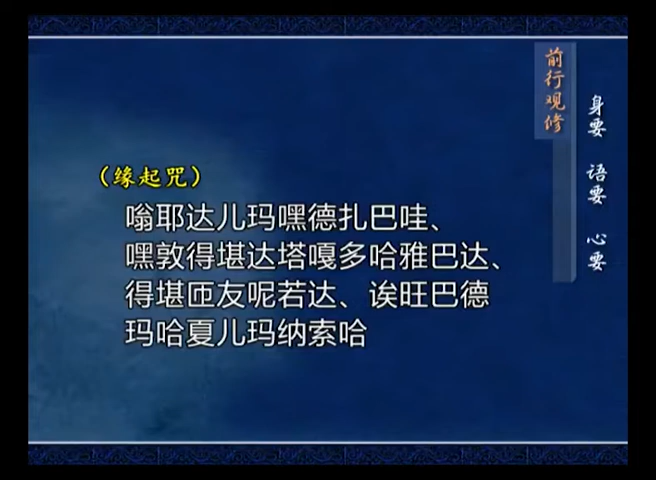 前行观修
身要 语要 心要
（缘起咒）
嗡耶达儿玛嘿德扎巴哇、
嘿敦得堪达塔嘎多哈雅巴达、
得堪匝友呢若达、诶旺巴德
玛哈夏儿玛纳索哈